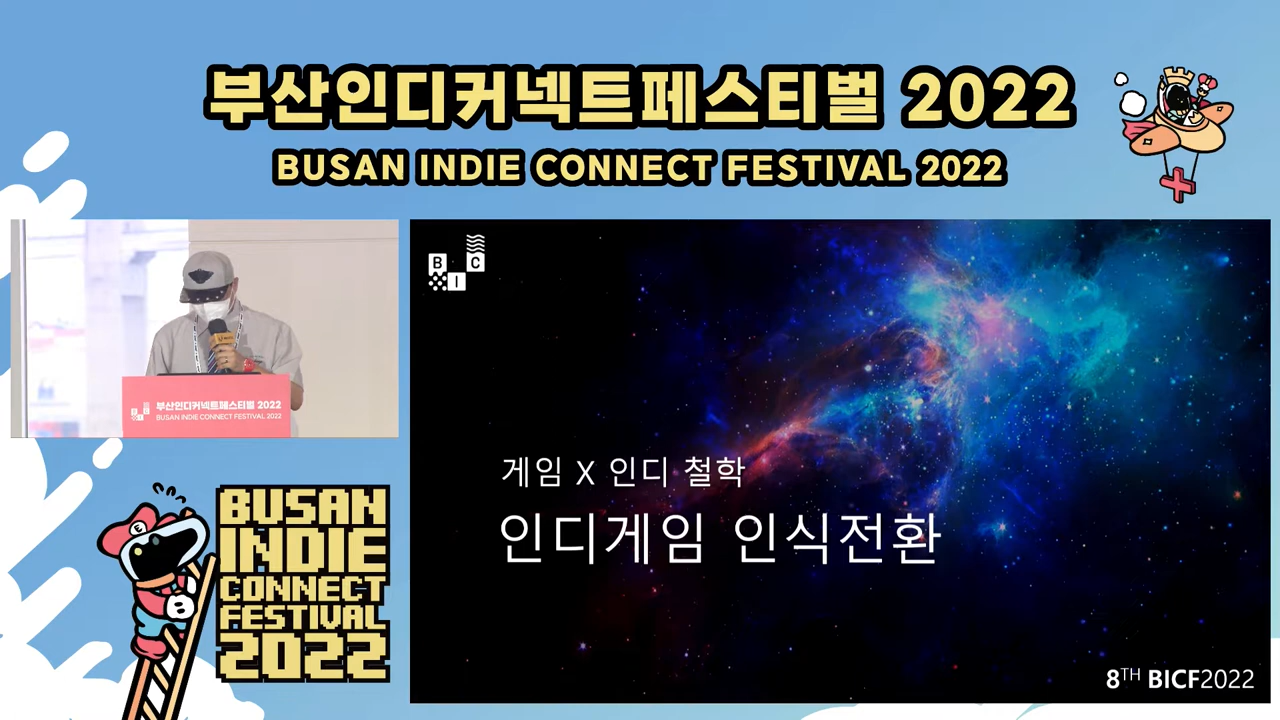 부산인디커넥트페스티벌 2022
BUSAN INDIE CONNECT FESTIVAL 2022
B C
I
게임 X 인디 철학
인디게임 인식전환
8TH BICF2022
부산인디커넥트페스티벌 2022
BUSAN INDIE CONNECT FESTIVAL 2022
BUSAN
INDIE
CONNECT
FESTIVAL
2022